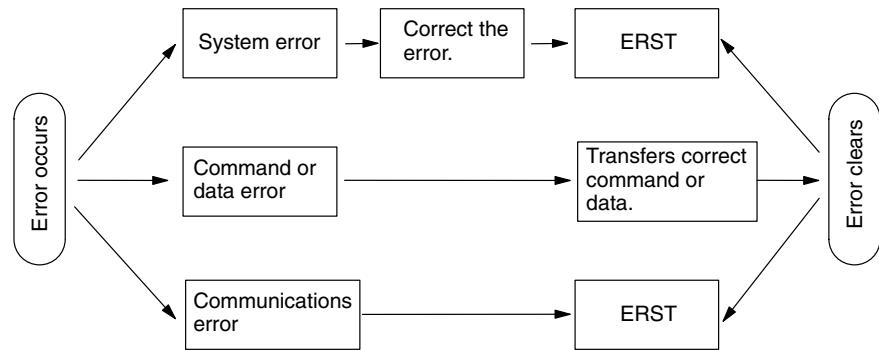 System error
Correct the
error.
ERST
Error occurs
Command or
data error
Transfers correct
command or
data.
Error clears
Communications
error
ERST